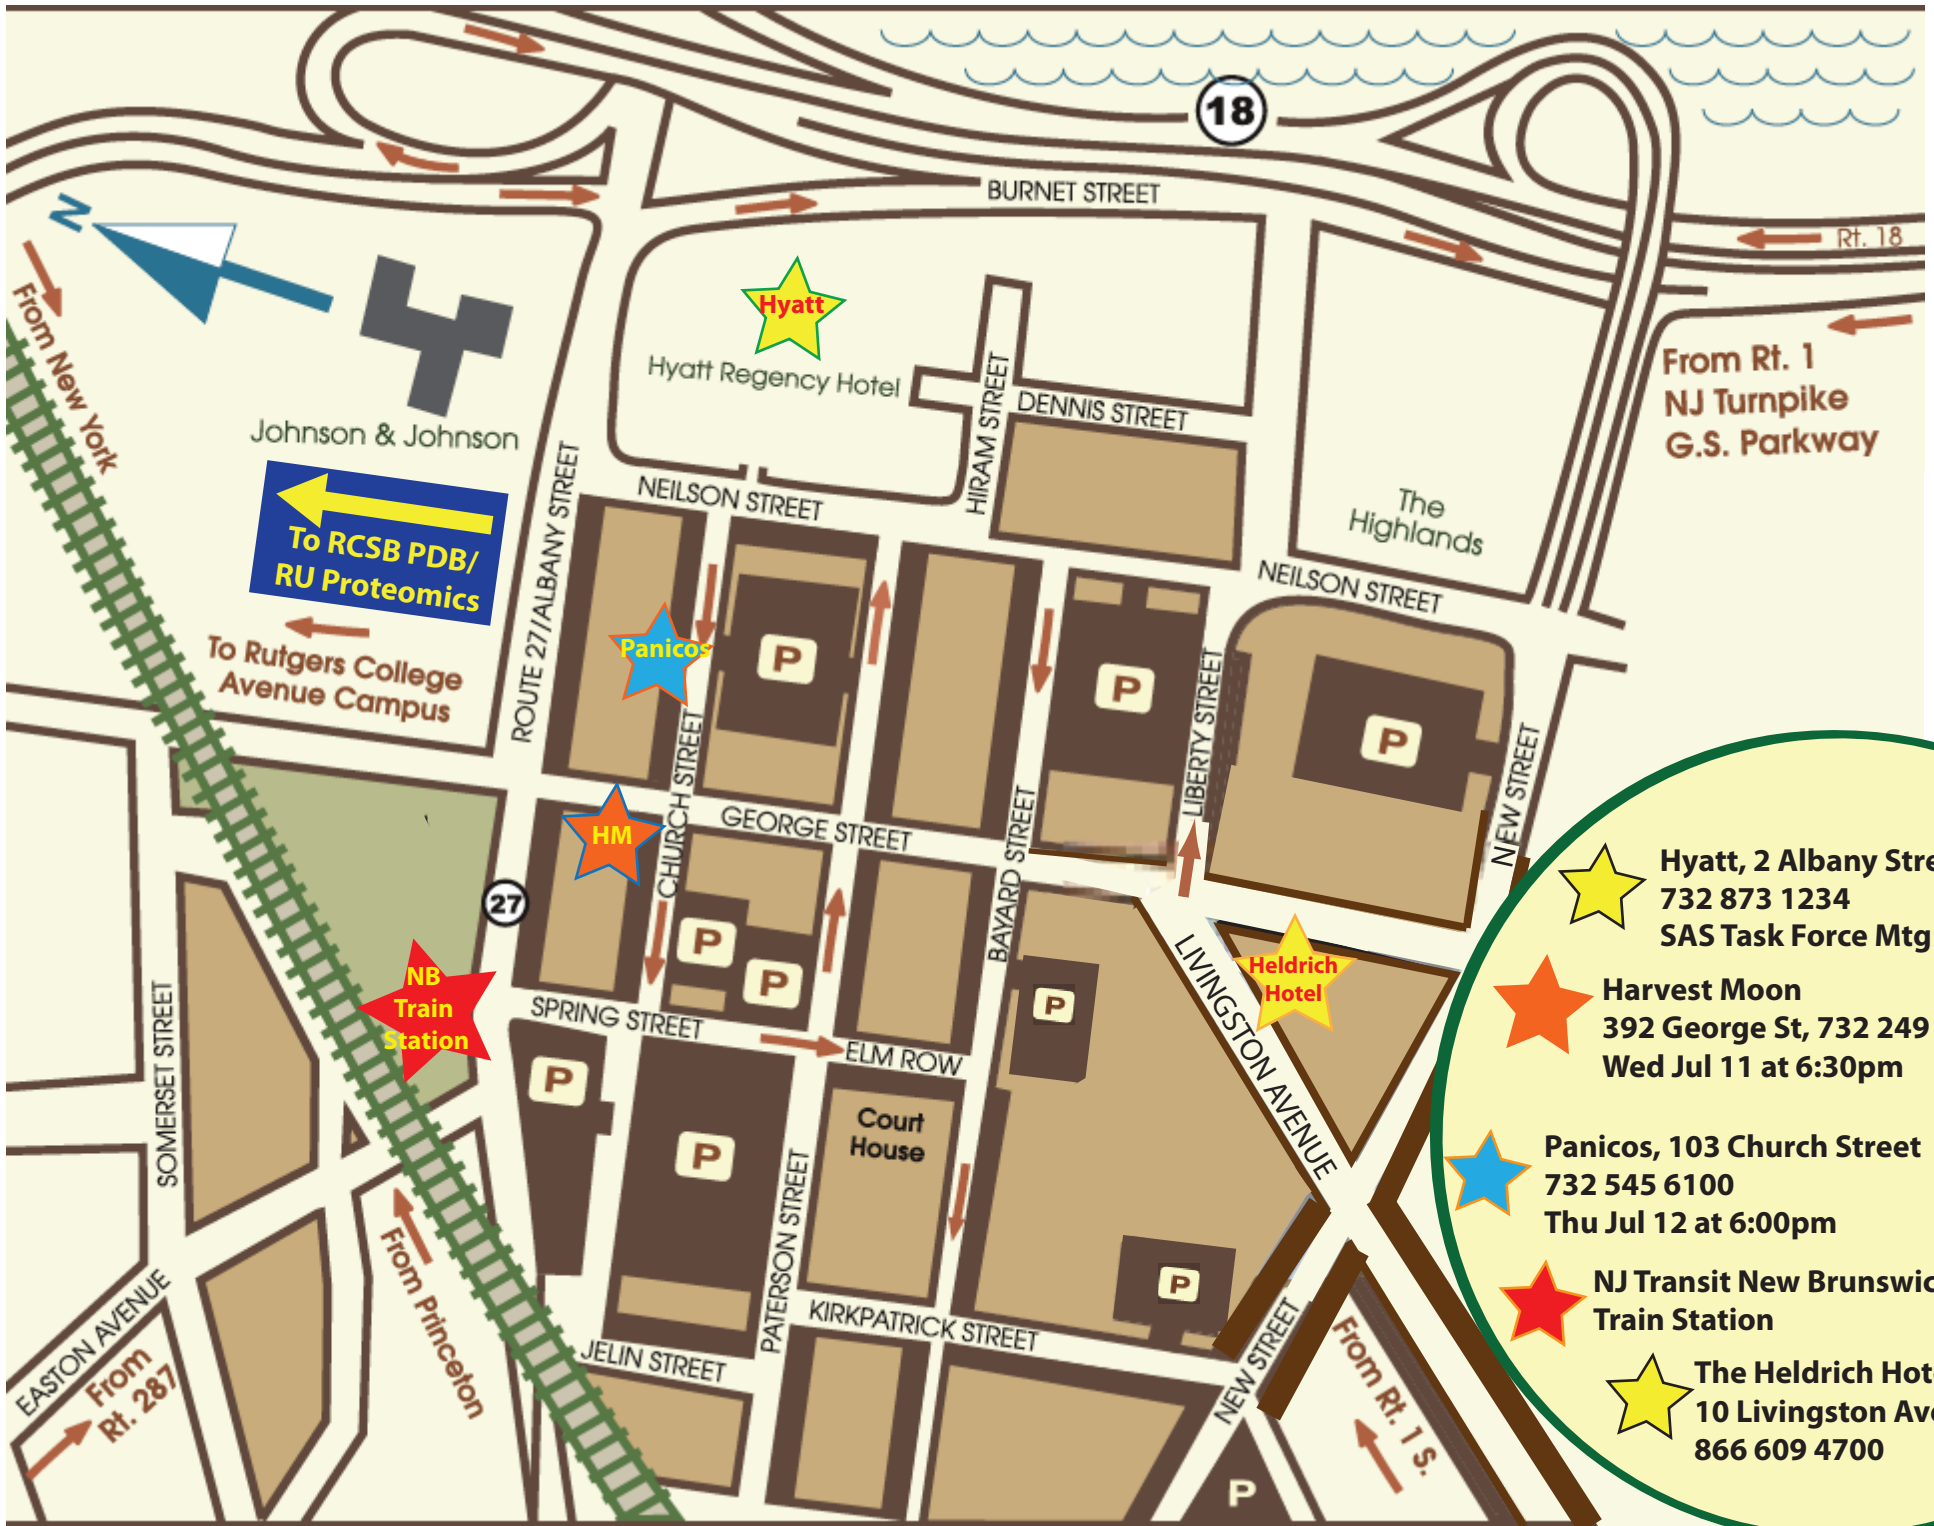 18
BURNET STREET
N
Rt. 18
From New York
Hyatt
Hyatt Regency Hotel
HIRAM STREET
DENNIS STREET
From Rt. 1
NJ Turnpike
G.S. Parkway
Johnson & Johnson
To RCSB PDB/
RU Proteomics
To Rutgers College
Avenue Campus
ROUTE 27/ALBANY STREET
NEILSON STREET
The
Highlands
NEILSON STREET
Panicos
P
P
P
CHURCH STREET
LIBERTY STREET
NEW STREET
HM
GEORGE STREET
BAYARD STREET
27
P
P
P
LIVINGSTON AVENUE
Heldrich
Hotel
NB
Train
Station
SOMERSET STREET
SPRING STREET
ELM ROW
P
P
Court
House
PATERSON STREET
P
KIRKPATRICK STREET
JELIN STREET
NEW STREET
P
EASTON AVENUE
From
Rt. 287
From Princeton
From Rt. 1 S.
Hyatt, 2 Albany Stre
732 873 1234
SAS Task Force Mtg
Harvest Moon
392 George St, 732 249
Wed Jul 11 at 6:30pm
Panicos, 103 Church Street
732 545 6100
Thu Jul 12 at 6:00pm
NJ Transit New Brunswic
Train Station
The Heldrich Hot
10 Livingston Av
866 609 4700